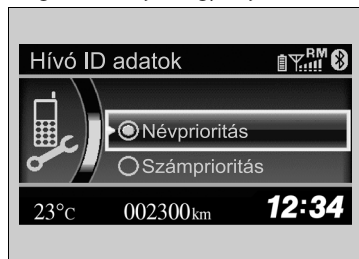 Hívó ID adatok RM
Névprioritás
Számprioritás
23°C 002300km 12:34